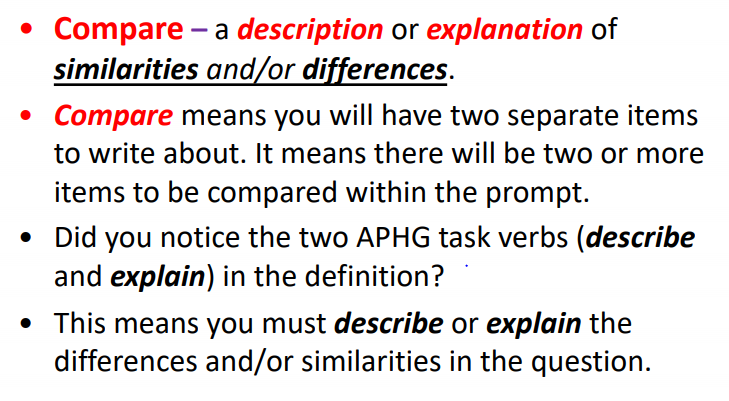 • Compare – a description or explanation of
similarities and/or differences.
• Compare means you will have two separate items
to write about. It means there will be two or more
items to be compared within the prompt.
• Did you notice the two APHG task verbs (describe
and explain) in the definition?
• This means you must describe or explain the
differences and/or similarities in the question.